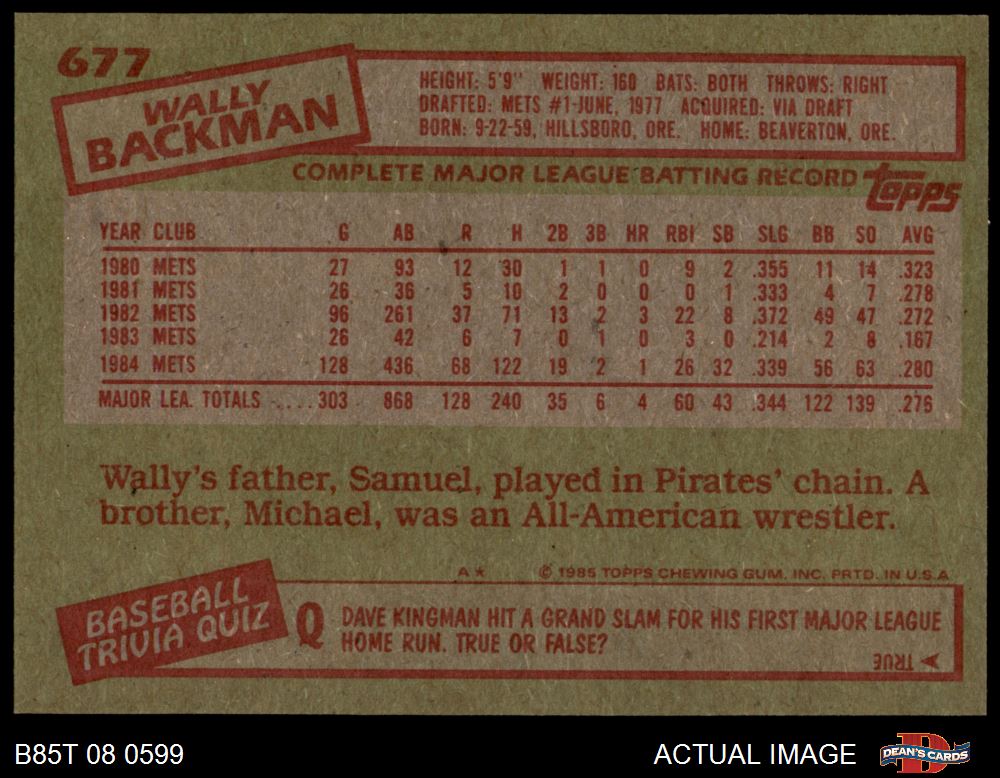 677
WALLY
BACKMAN
HEIGHT: 5'9" WEIGHT: 160 BATS: BOTH THROWS: RIGHT
DRAFTED: METS #1-JUNE, 1977 ACQUIRED: VIA DRAFT
BORN: 9-22-59, HILLSBORO, ORE. HOME: BEAVERTON, ORE.
COMPLETE MAJOR LEAGUE BATTING RECORD topps
YEAR CLUB G AB R H 2B 3B HR RBI SB SLG BB SO AVG
1980 METS 27 93 12 30 1 1 0 9 2 .355 11 14 .323
1981 METS 26 36 5 10 2 0 0 0 1 .333 4 7 .278
1982 METS 96 261 37 71 13 2 3 22 8 .372 49 47 .272
1983 METS 26 42 6 7 0 1 0 3 0 .214 2 8 .167
1984 METS 128 436 68 122 19 2 1 26 32 .339 56 63 .280
MAJOR LEA. TOTALS .... 303 868 128 240 35 6 4 60 43 .344 122 139 .276
Wally's father, Samuel, played in Pirates' chain. A
brother, Michael, was an All-American wrestler.
A★ © 1985 TOPPS CHEWING GUM, INC. PRTD. IN U.S.A.
BASEBALL
TRIVIA QUIZ
Q DAVE KINGMAN HIT A GRAND SLAM FOR HIS FIRST MAJOR LEAGUE
HOME RUN. TRUE OR FALSE?
TRUE
B85T 08 0599 ACTUAL IMAGE DEAN'S CARDS